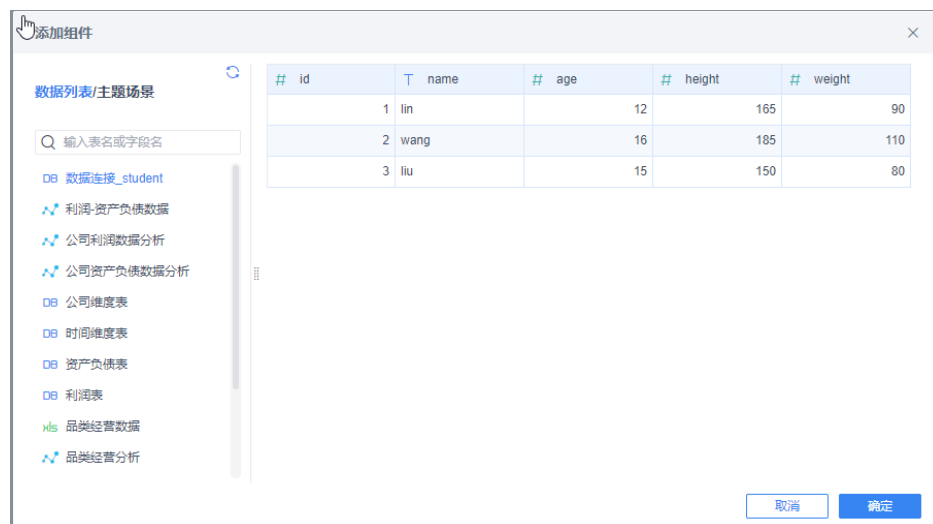 添加组件
数据列表/主题场景
输入表名或字段名
DB 数据连接_student
利润-资产负债数据
公司利润数据分析
公司资产负债数据分析
DB 公司维度表
DB 时间维度表
DB 资产负债表
DB 利润表
xls 品类经营数据
品类经营分析
# id T name # age # height # weight
1 lin 12 165 90
2 wang 16 185 110
3 liu 15 150 80
取消 确定